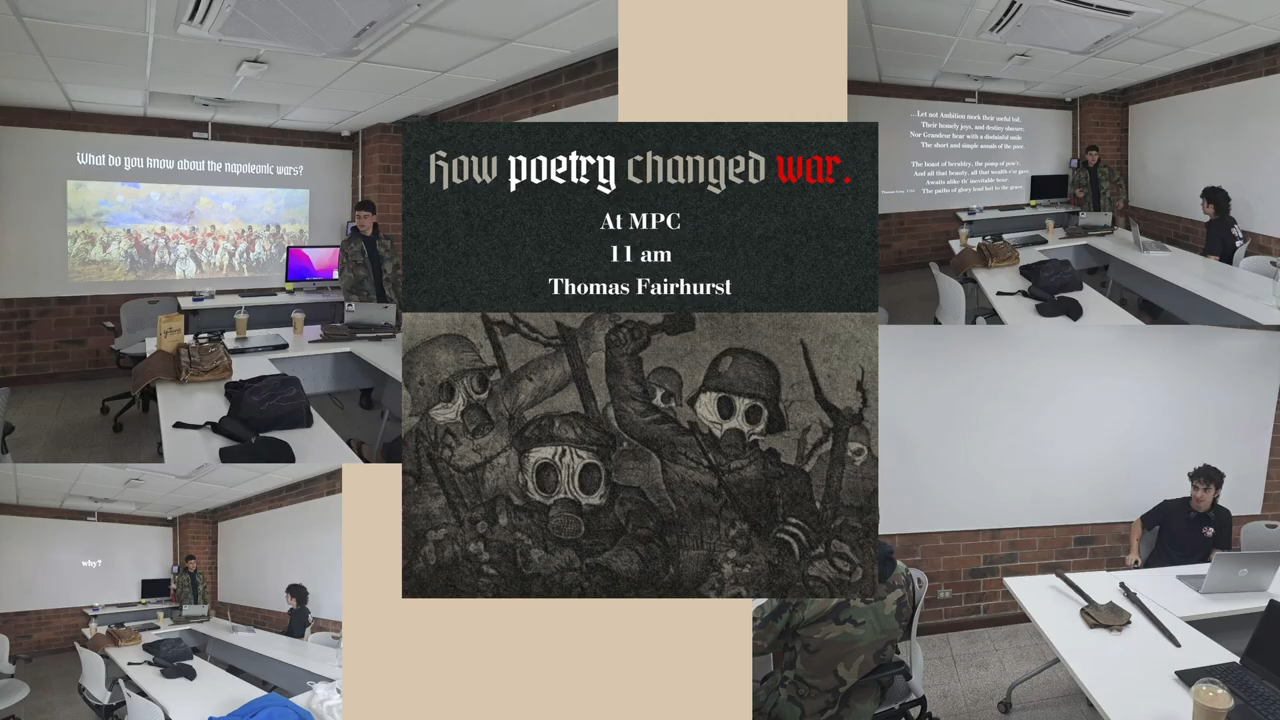 What do you know about the napoleonic wars?
How poetry changed war.
At MPC
11 am
Thomas Fairhurst
...Let not Ambition mock their useful toil,
Their homely joys, and destiny obscure;
Nor Grandeur hear with a disdainful smile
The short and simple annals of the poor.
The boast of heraldry, the pomp of pow'r,
And all that beauty, all that wealth e'er gave
Awaits alike th' inevitable hour.
The paths of glory lead but to the grave.
why?